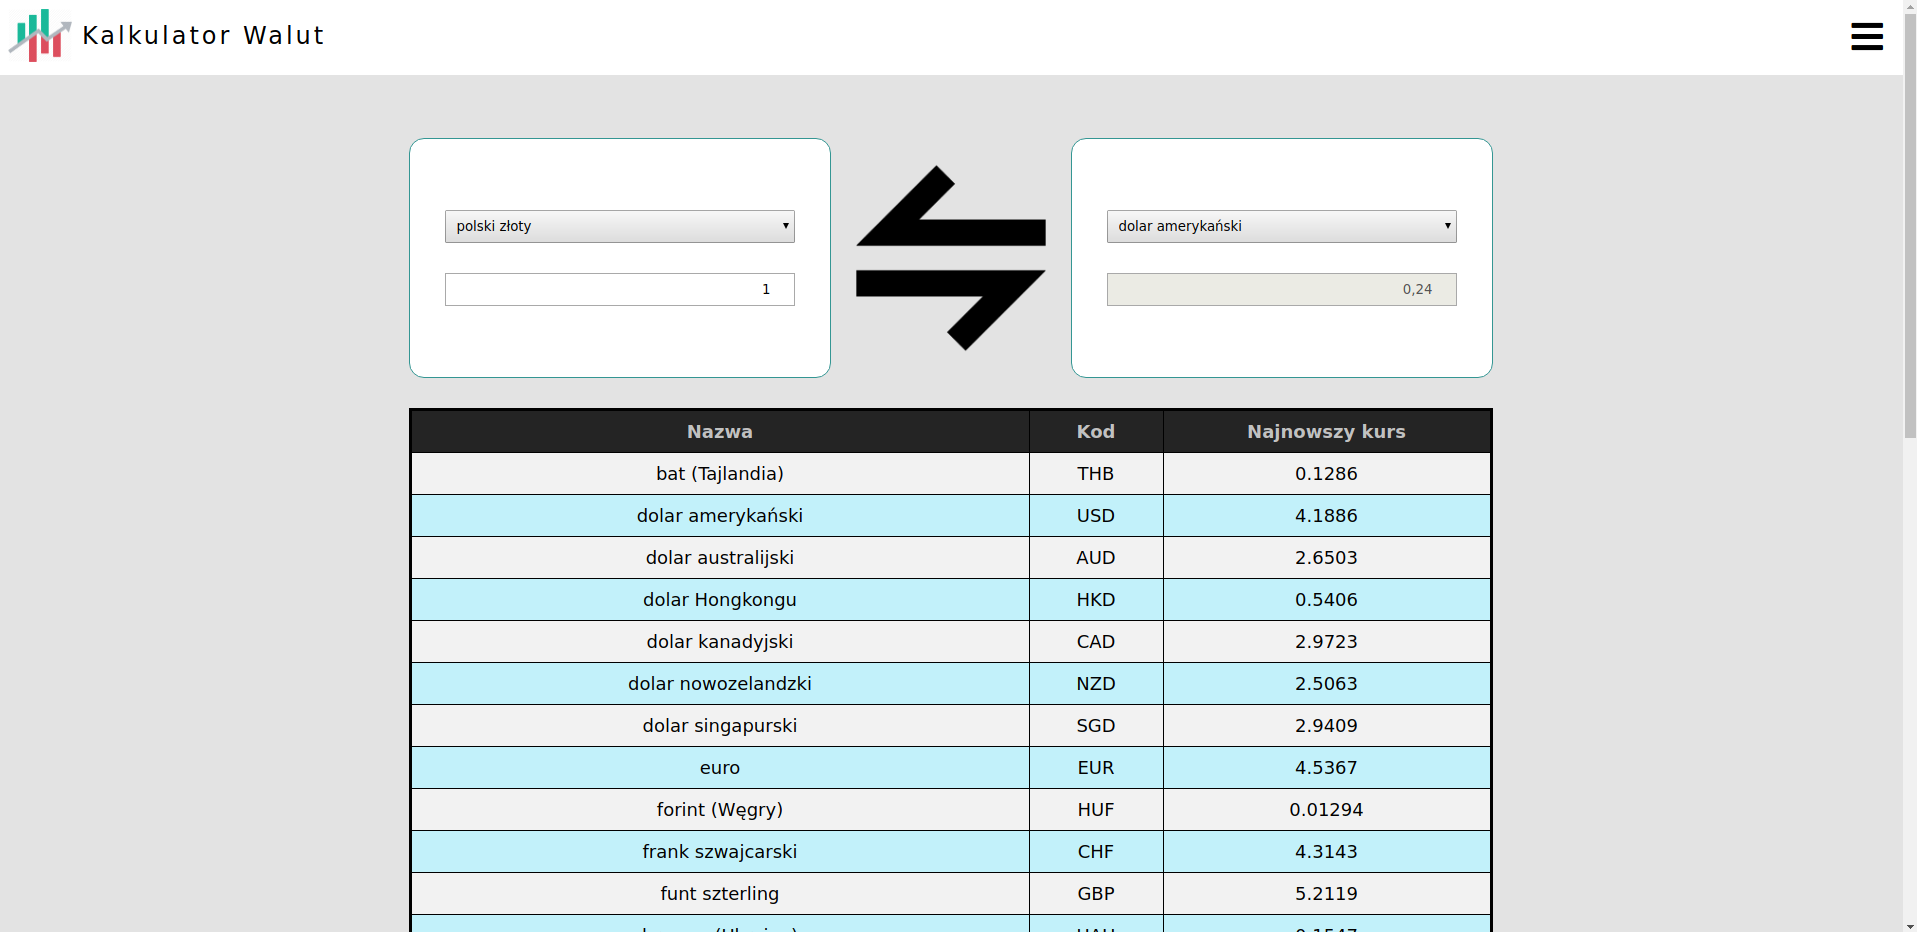 Kalkulator Walut
polski złoty
1
dolar amerykański
0,24
Nazwa Kod Najnowszy kurs
bat (Tajlandia) THB 0.1286
dolar amerykański USD 4.1886
dolar australijski AUD 2.6503
dolar Hongkongu HKD 0.5406
dolar kanadyjski CAD 2.9723
dolar nowozelandzki NZD 2.5063
dolar singapurski SGD 2.9409
euro EUR 4.5367
forint (Węgry) HUF 0.01294
frank szwajcarski CHF 4.3143
funt szterling GBP 5.2119